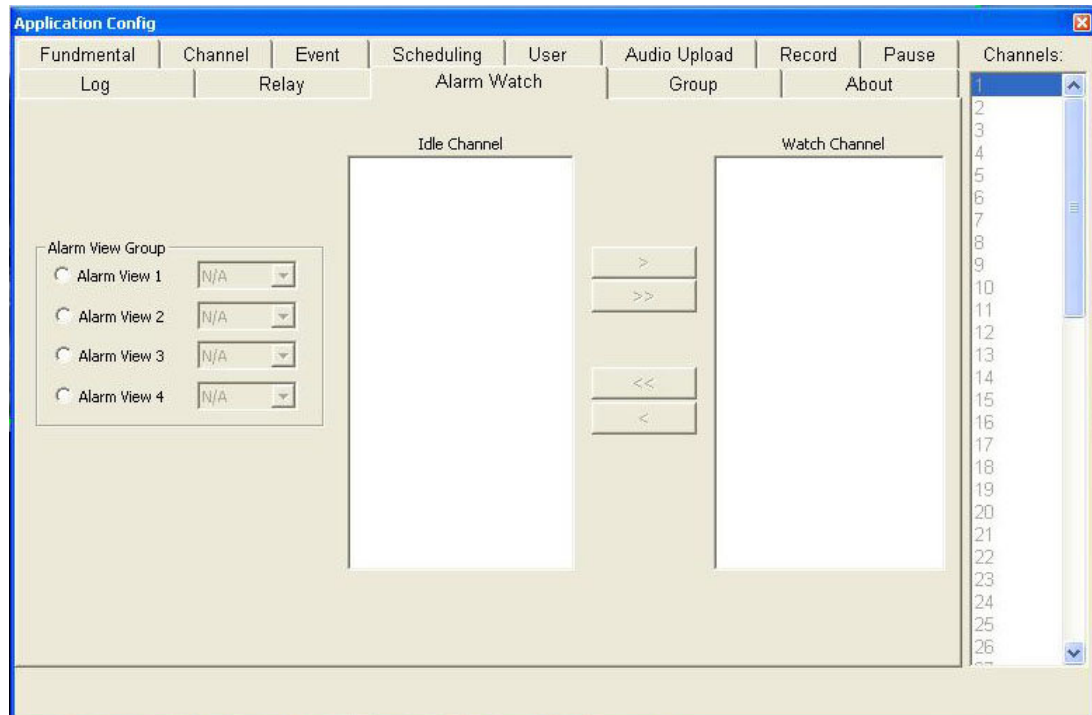 Application Config
Fundmental Channel Event Scheduling User Audio Upload Record Pause
Log Relay Alarm Watch Group About
Channels:
Idle Channel
Watch Channel
Alarm View Group
Alarm View 1 N/A
Alarm View 2 N/A
Alarm View 3 N/A
Alarm View 4 N/A
>
>>
<<
<
1
2
3
4
5
6
7
8
9
10
11
12
13
14
15
16
17
18
19
20
21
22
23
24
25
26